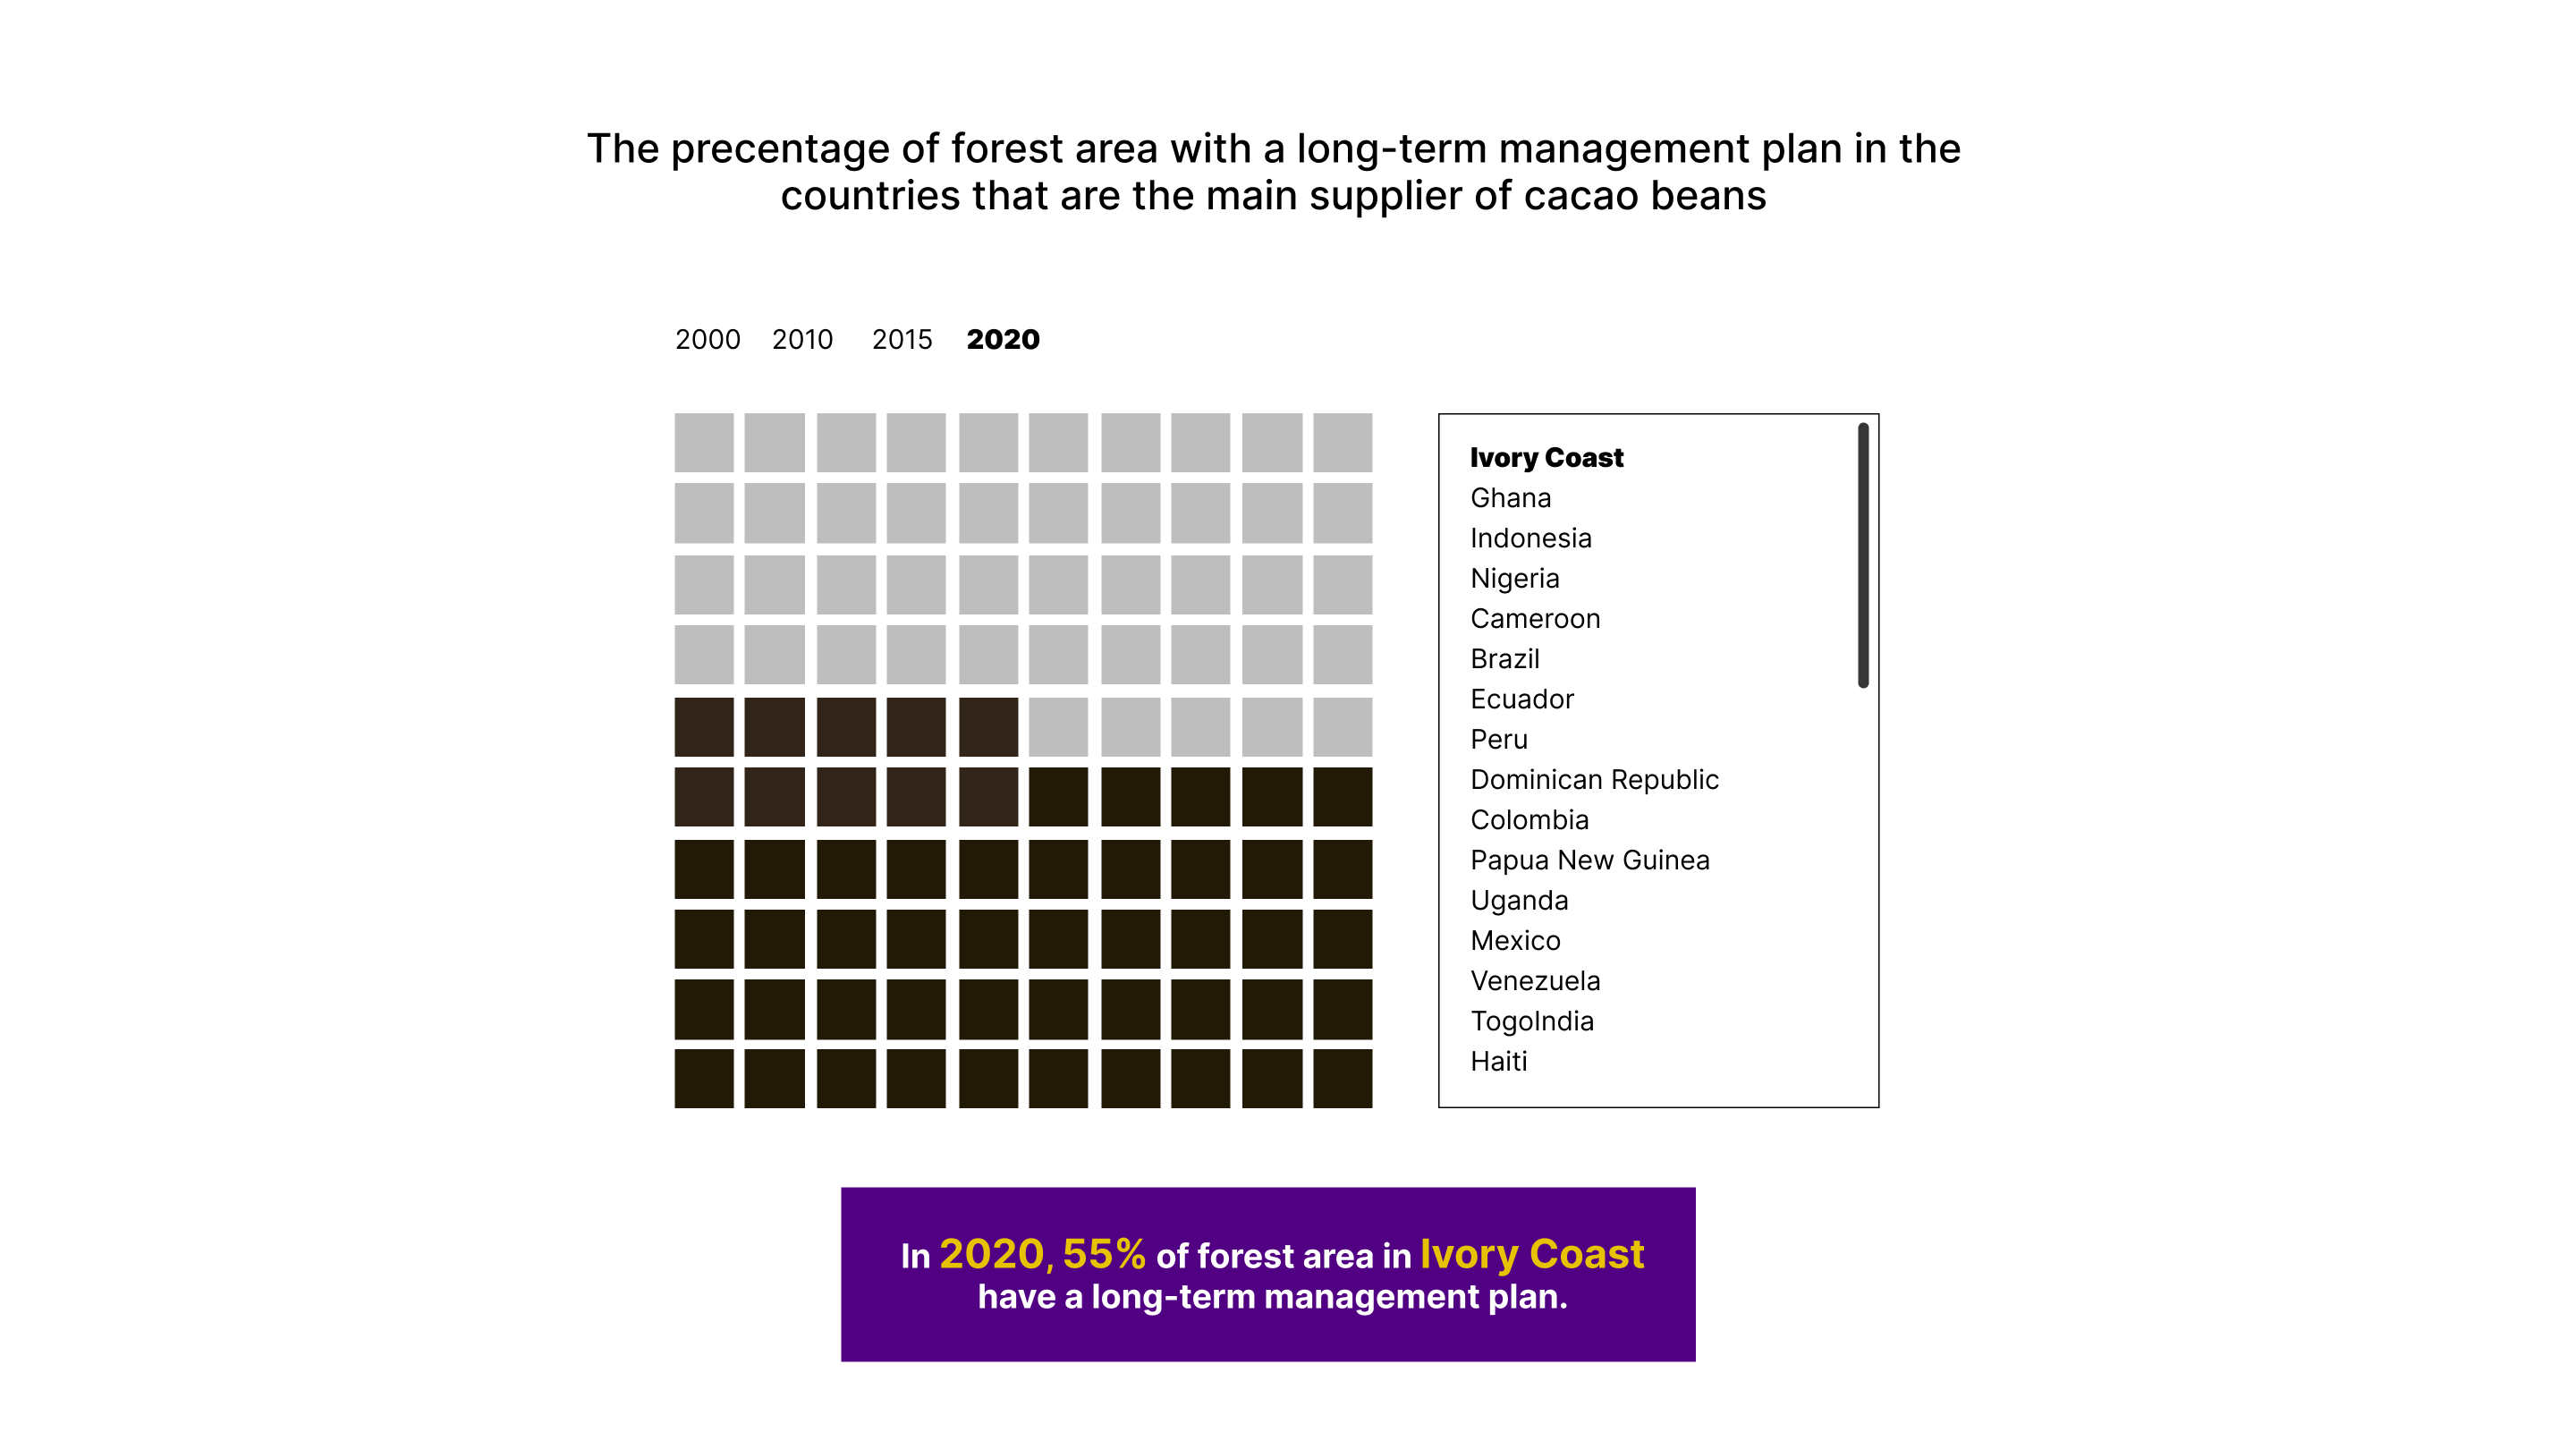 The precentage of forest area with a long-term management plan in the
countries that are the main supplier of cacao beans
2000 2010 2015 2020
Ivory Coast
Ghana
Indonesia
Nigeria
Cameroon
Brazil
Ecuador
Peru
Dominican Republic
Colombia
Papua New Guinea
Uganda
Mexico
Venezuela
TogoIndia
Haiti
In 2020, 55% of forest area in Ivory Coast
have a long-term management plan.